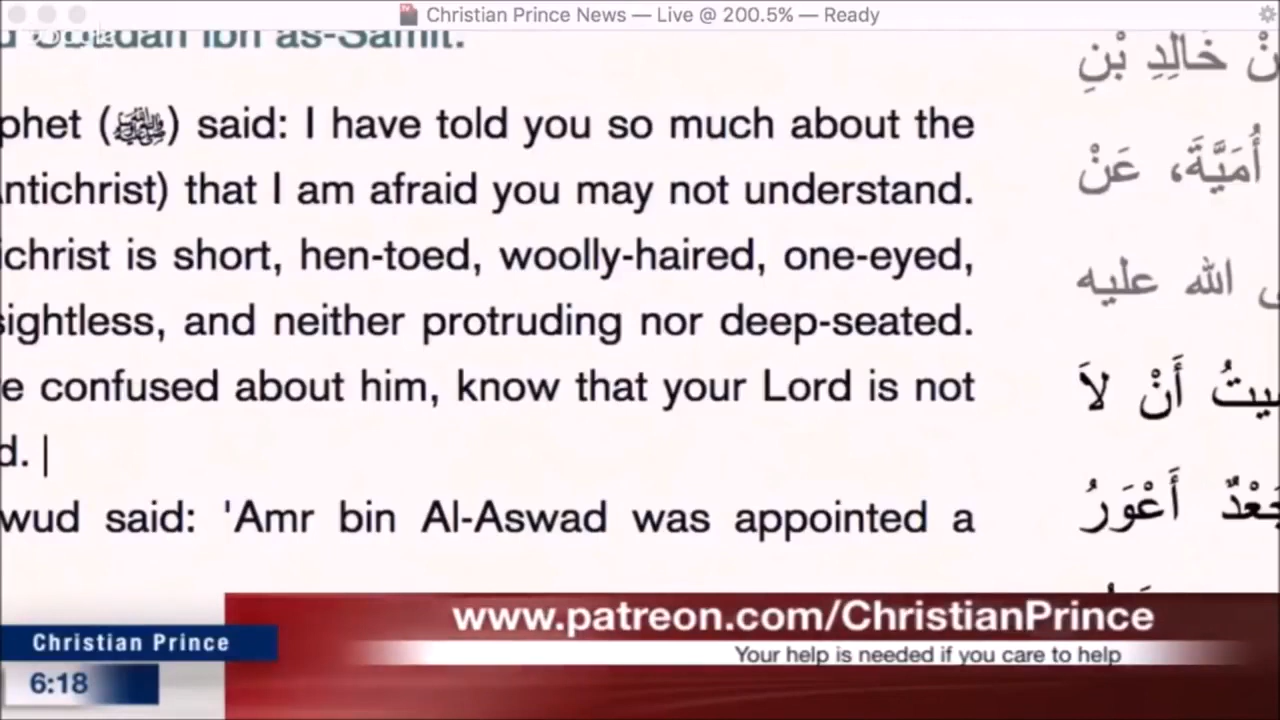 Christian Prince News — Live @ 200.5% — Ready
ibn as-Samit:
phet (ﷺ) said: I have told you so much about the
ntichrist) that I am afraid you may not understand.
ichrist is short, hen-toed, woolly-haired, one-eyed,
sightless, and neither protruding nor deep-seated.
e confused about him, know that your Lord is not
d. |
wud said: 'Amr bin Al-Aswad was appointed a
نْ خَالِدِ بْنِ
أُمَيَّةَ، عَنْ
الله عليه
يتُ أَنْ لاَ
جَعْدٌ أَعْوَرُ
www.patreon.com/ChristianPrince
Your help is needed if you care to help
Christian Prince
6:18